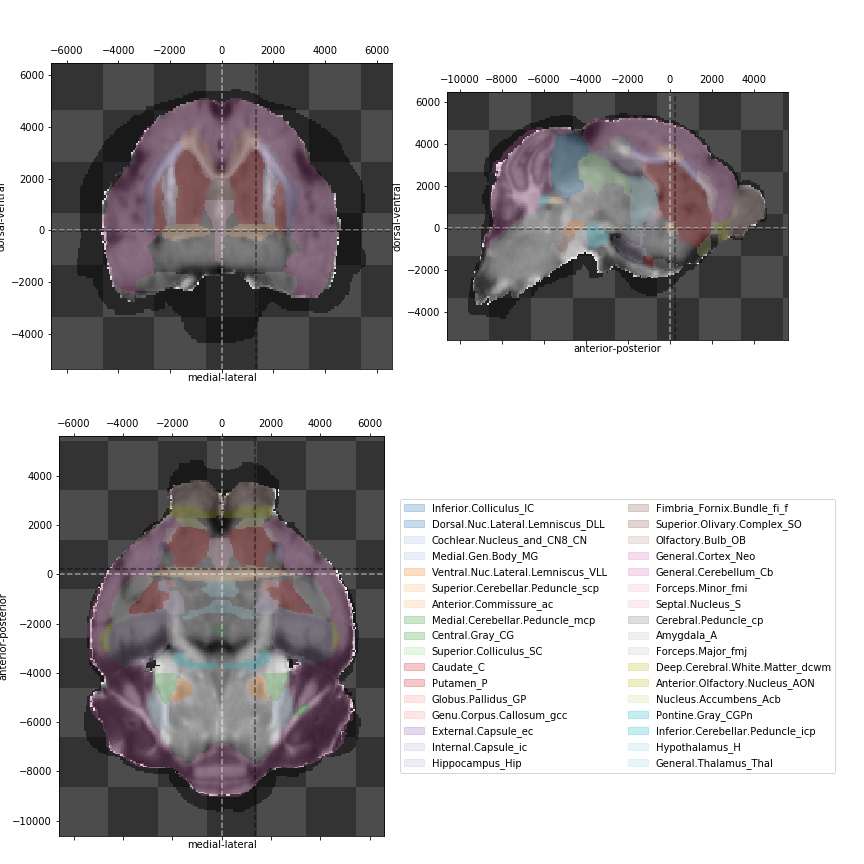 −6000 −4000 −2000 0 2000 4000 6000
6000
4000
2000
0
−2000
−4000
medial-lateral
−10000 −8000 −6000 −4000 −2000 0 2000 4000
6000
4000
2000
0
−2000
−4000
dorsal-ventral
anterior-posterior
−6000 −4000 −2000 0 2000 4000 6000
4000
2000
0
−2000
−4000
−6000
−8000
−10000
anterior-posterior
medial-lateral
Inferior.Colliculus_IC
Dorsal.Nuc.Lateral.Lemniscus_DLL
Cochlear.Nucleus_and_CN8_CN
Medial.Gen.Body_MG
Ventral.Nuc.Lateral.Lemniscus_VLL
Superior.Cerebellar.Peduncle_scp
Anterior.Commissure_ac
Medial.Cerebellar.Peduncle_mcp
Central.Gray_CG
Superior.Colliculus_SC
Caudate_C
Putamen_P
Globus.Pallidus_GP
Genu.Corpus.Callosum_gcc
External.Capsule_ec
Internal.Capsule_ic
Hippocampus_Hip
Fimbria_Fornix.Bundle_fi_f
Superior.Olivary.Complex_SO
Olfactory.Bulb_OB
General.Cortex_Neo
General.Cerebellum_Cb
Forceps.Minor_fmi
Septal.Nucleus_S
Cerebral.Peduncle_cp
Amygdala_A
Forceps.Major_fmj
Deep.Cerebral.White.Matter_dcwm
Anterior.Olfactory.Nucleus_AON
Nucleus.Accumbens_Acb
Pontine.Gray_CGPn
Inferior.Cerebellar.Peduncle_icp
Hypothalamus_H
General.Thalamus_Thal